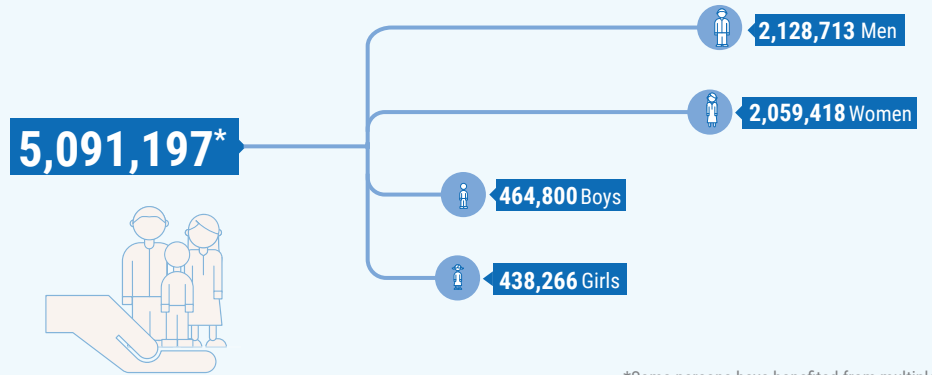 2,128,713 Men
2,059,418 Women
5,091,197*
464,800 Boys
438,266 Girls